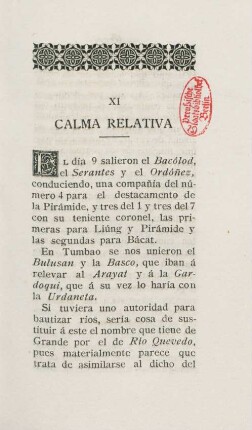 XI
CALMA RELATIVA
Preußische
Staatsbibliothek
Berlin
EL día 9 salieron el Bacólod,
el Serantes y el Ordóñez,
conduciendo, una compañía del nú-
mero 4 para el destacamento de
la Pirámide, y tres del 1 y tres del 7
con su teniente coronel, las pri-
meras para Liúng y Pirámide y
las segundas para Bácat.
En Tumbao se nos unieron el
Bulusan y la Basco, que iban á
relevar al Arayat y á la Gar-
doqui, que á su vez lo haría con
la Urdaneta.
Si tuviera uno autoridad para
bautizar ríos, sería cosa de sus-
tituir á este el nombre que tiene de
Grande por el de Río Quevedo,
pues materialmente parece que
trata de asimilarse al dicho del